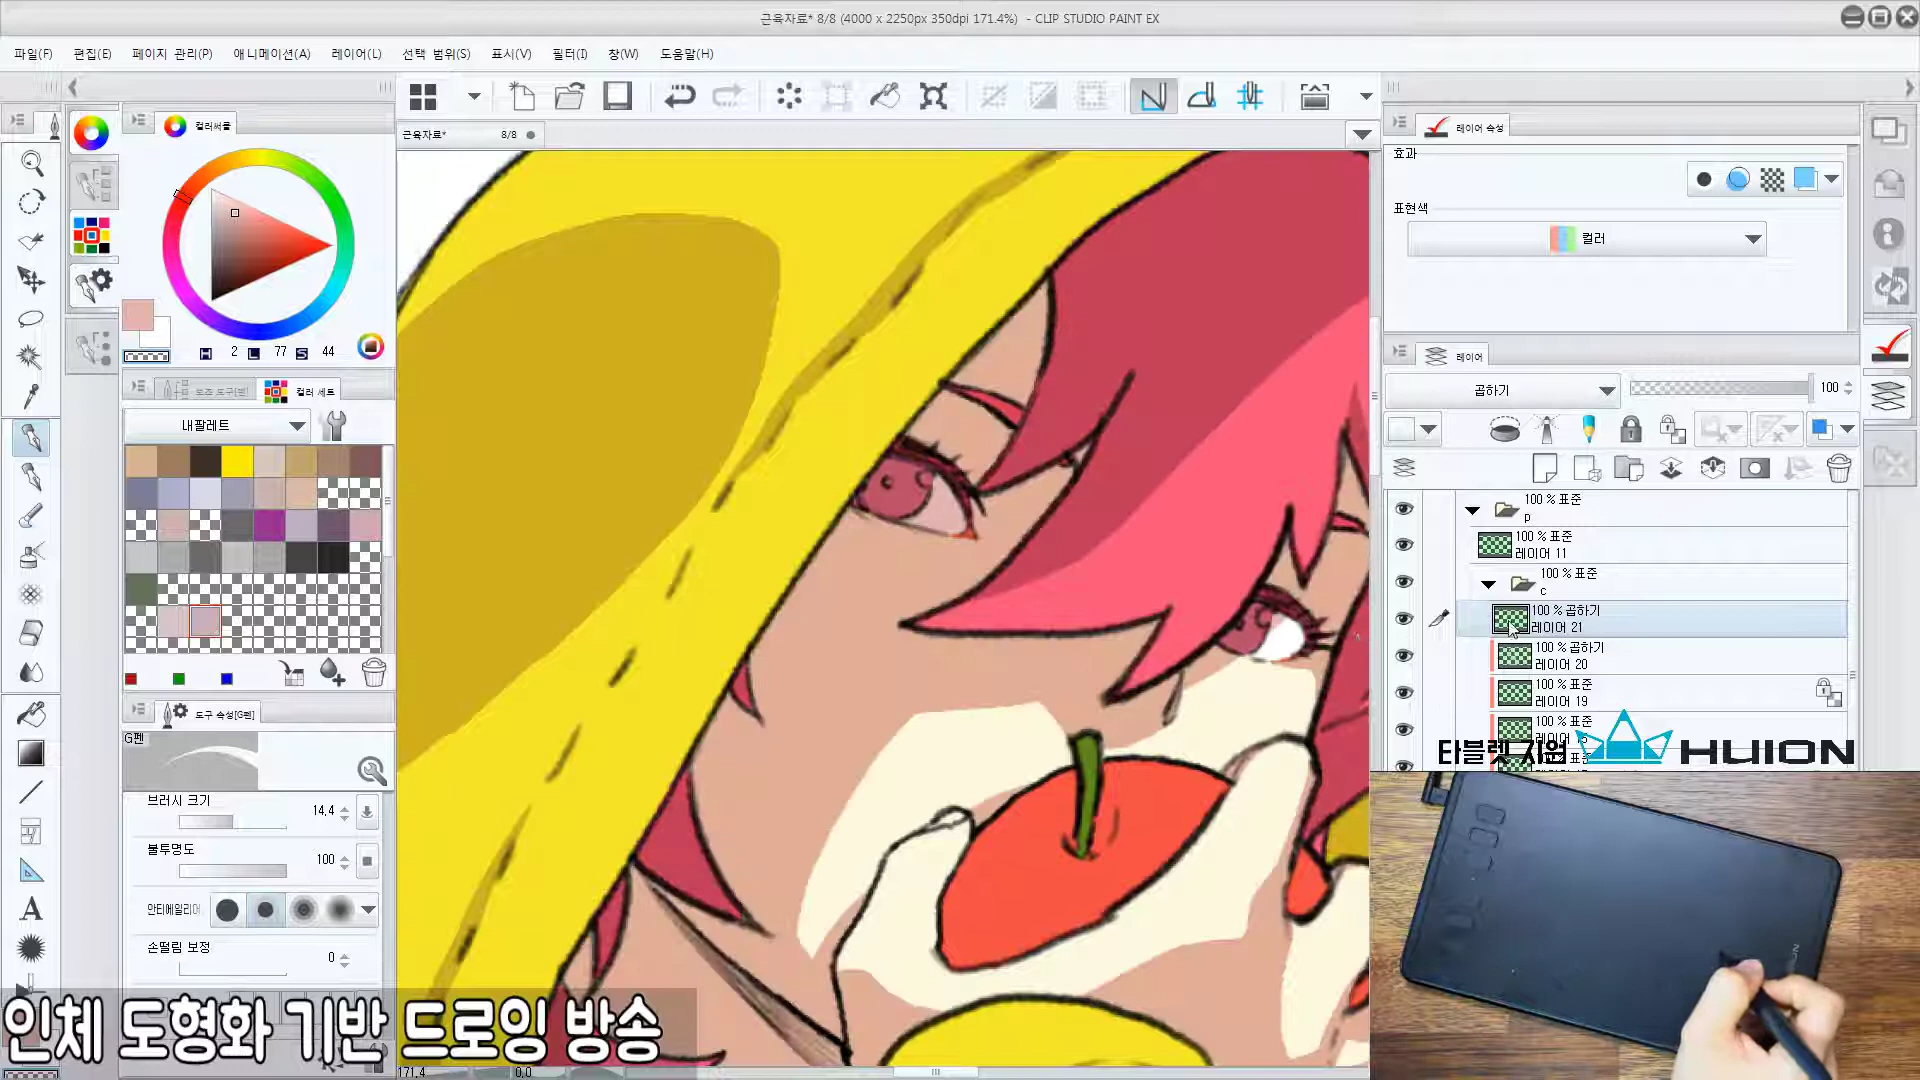 근육자료* 8/8 (4000 x 2250px 350dpi 171.4%) - CLIP STUDIO PAINT EX
파일(F) 편집(E) 페이지 관리(P) 애니메이션(A) 레이어(L) 선택 범위(S) 표시(V) 필터(I) 창(W) 도움말(H)
컬러써클
근육자료* 8/8
레이어 속성
효과
표현색
컬러
H 2 L 77 S 44
컬러 세트
내팔레트
레이어
곱하기 100
100 % 표준
p
100 % 표준
레이어 11
100 % 표준
c
100 % 곱하기
레이어 21
100 % 곱하기
레이어 20
100 % 표준
레이어 19
100 % 표준
도구 속성[G펜]
G펜
브러시 크기 14.4
불투명도 100
안티에일리어
손떨림 보정 0
타블렛 지원 HUION
인체 도형화 기반 드로잉 방송
171.4 0.0